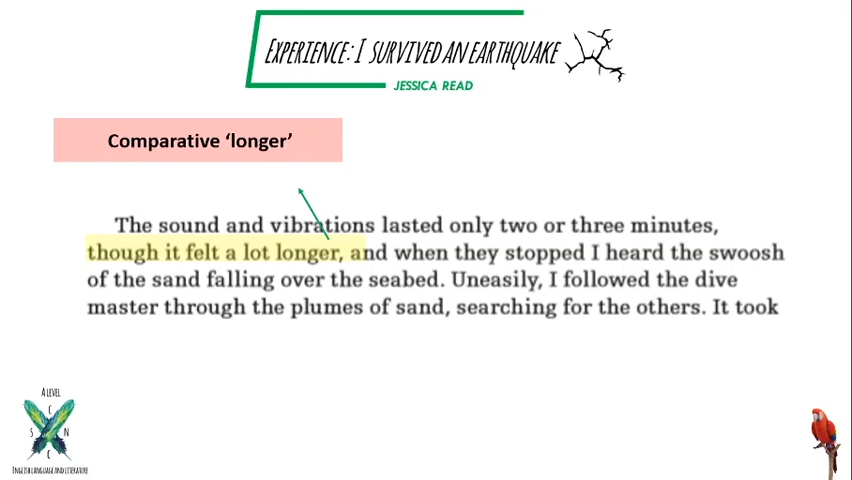 EXPERIENCE: I SURVIVED AN EARTHQUAKE
JESSICA READ
Comparative ‘longer’
The sound and vibrations lasted only two or three minutes,
though it felt a lot longer, and when they stopped I heard the swoosh
of the sand falling over the seabed. Uneasily, I followed the dive
master through the plumes of sand, searching for the others. It took
A LEVEL
C
S N
C
ENGLISH LANGUAGE AND LITERATURE